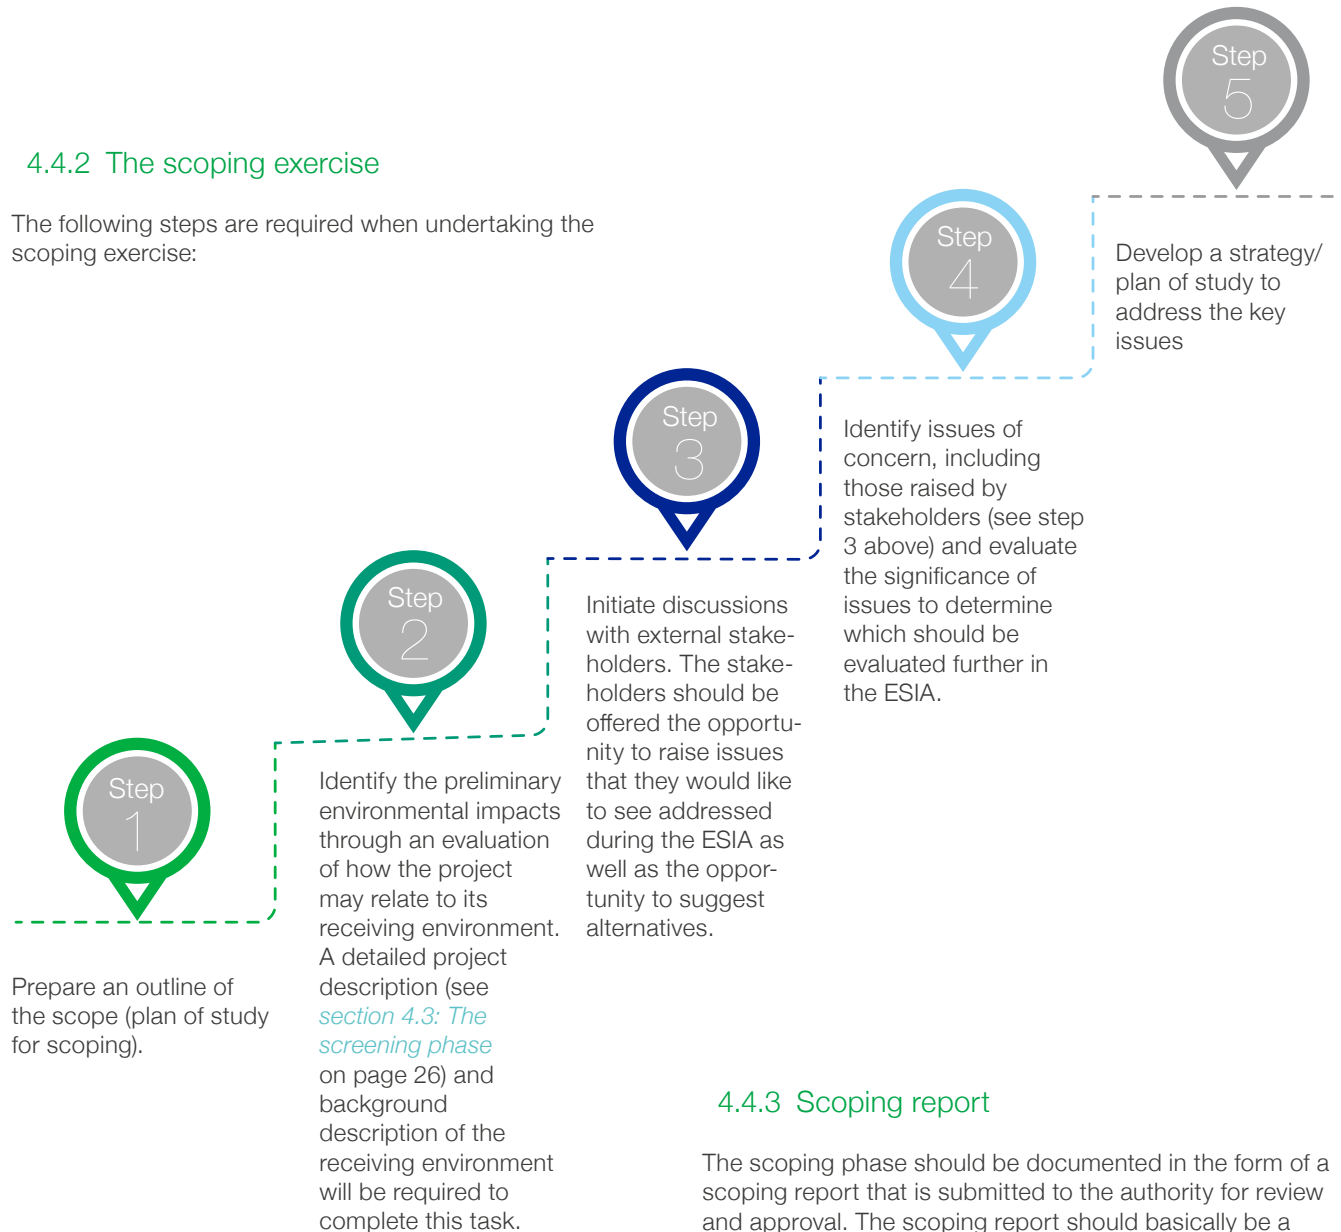 4.4.2 The scoping exercise
The following steps are required when undertaking the
scoping exercise:
Step
1
Prepare an outline of
the scope (plan of study
for scoping).
Step
2
Identify the preliminary
environmental impacts
through an evaluation
of how the project
may relate to its
receiving environment.
A detailed project
description (see
section 4.3: The
screening phase
on page 26) and
background
description of the
receiving environment
will be required to
complete this task.
Step
3
Initiate discussions
with external stake-
holders. The stake-
holders should be
offered the opportu-
nity to raise issues
that they would like
to see addressed
during the ESIA as
well as the oppor-
tunity to suggest
alternatives.
Step
4
Identify issues of
concern, including
those raised by
stakeholders (see step
3 above) and evaluate
the significance of
issues to determine
which should be
evaluated further in
the ESIA.
Step
5
Develop a strategy/
plan of study to
address the key
issues
4.4.3 Scoping report
The scoping phase should be documented in the form of a
scoping report that is submitted to the authority for review
and approval. The scoping report should basically be a